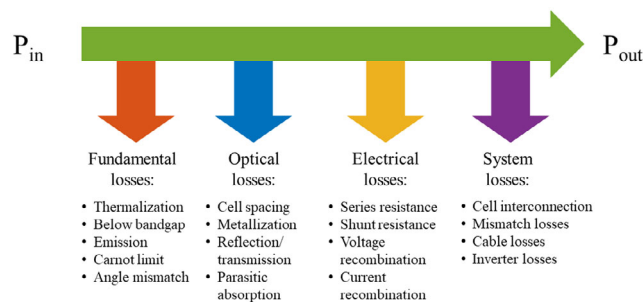 P_in
P_out
Fundamental
losses:
• Thermalization
• Below bandgap
• Emission
• Carnot limit
• Angle mismatch
Optical
losses:
• Cell spacing
• Metallization
• Reflection/
transmission
• Parasitic
absorption
Electrical
losses:
• Series resistance
• Shunt resistance
• Voltage
recombination
• Current
recombination
System
losses:
• Cell interconnection
• Mismatch losses
• Cable losses
• Inverter losses